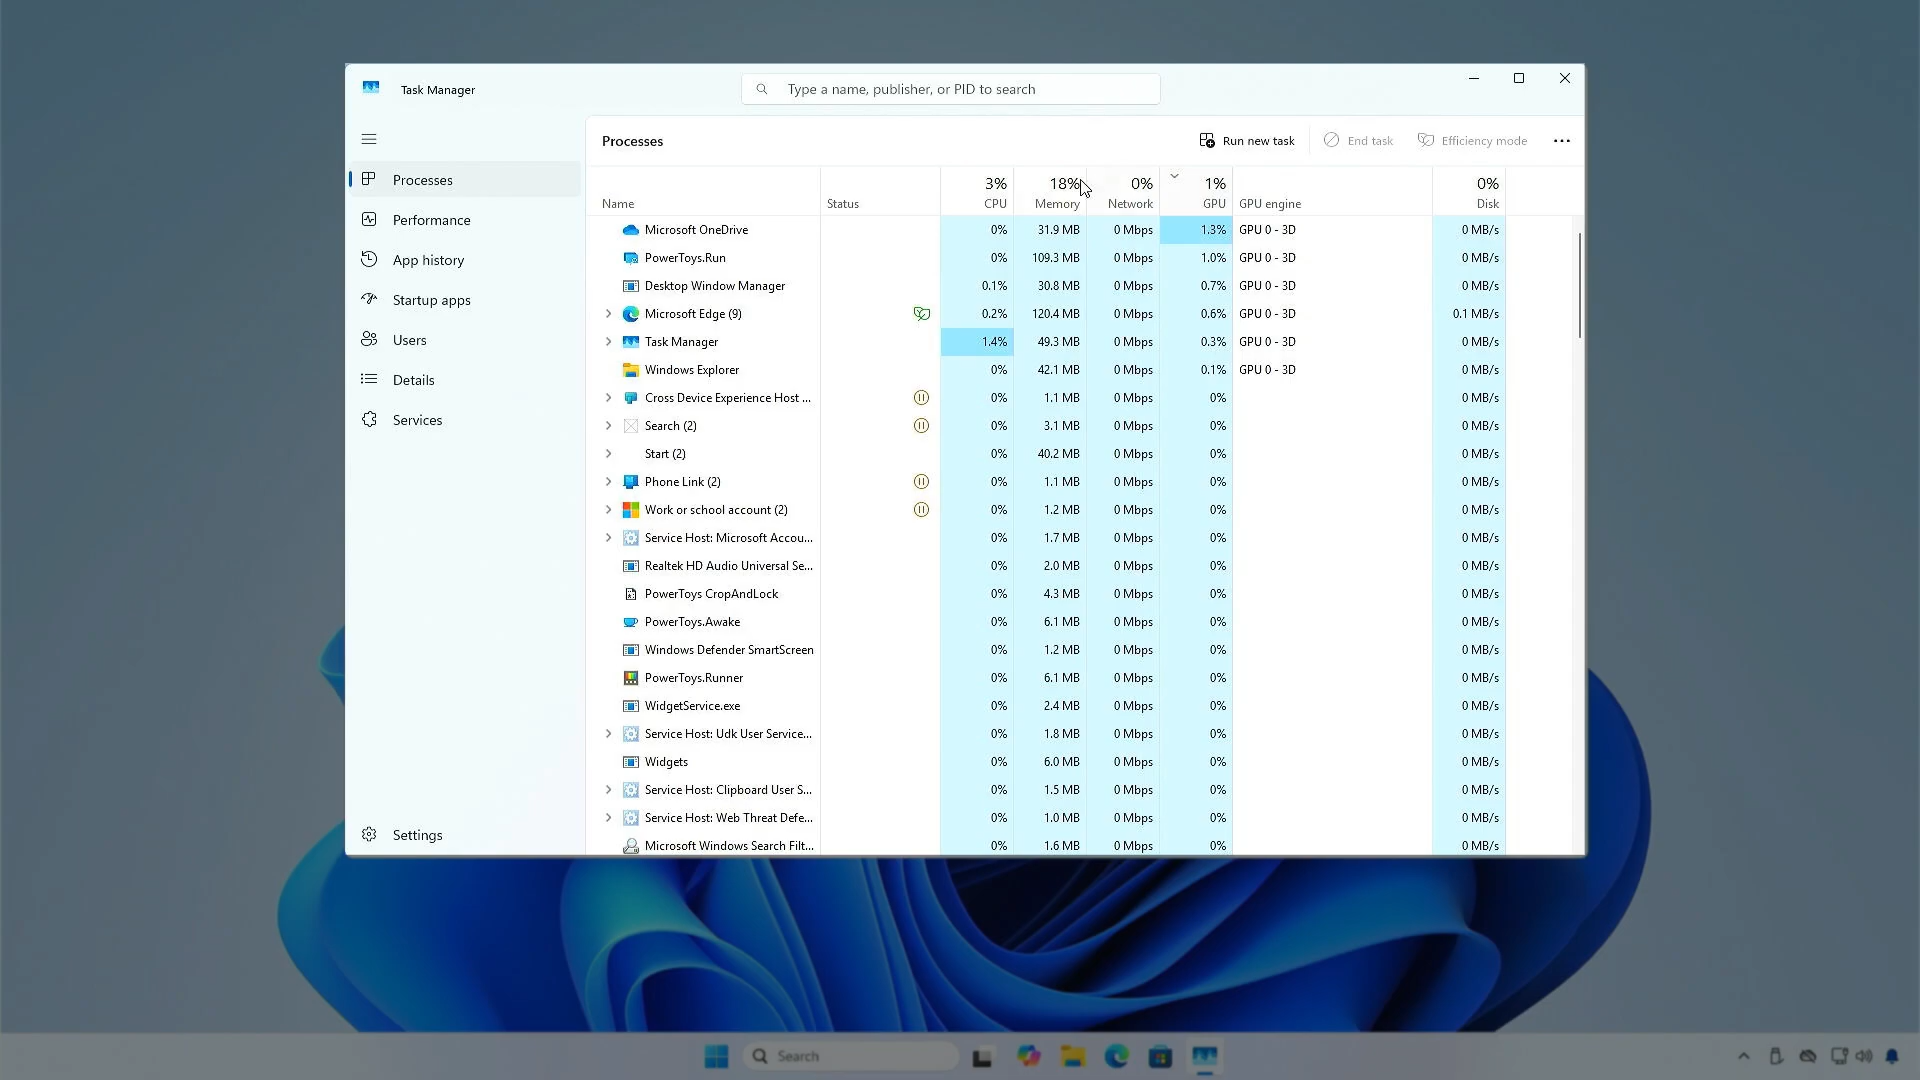 Task Manager
Type a name, publisher, or PID to search
Processes
Performance
App history
Startup apps
Users
Details
Services
Settings
Processes
Run new task
End task
Efficiency mode
Name Status 3% CPU 18% Memory 0% Network 1% GPU GPU engine 0% Disk
Microsoft OneDrive 0% 31.9 MB 0 Mbps 1.3% GPU 0 - 3D 0 MB/s
PowerToys.Run 0% 109.3 MB 0 Mbps 1.0% GPU 0 - 3D 0 MB/s
Desktop Window Manager 0.1% 30.8 MB 0 Mbps 0.7% GPU 0 - 3D 0 MB/s
Microsoft Edge (9) 0.2% 120.4 MB 0 Mbps 0.6% GPU 0 - 3D 0.1 MB/s
Task Manager 1.4% 49.3 MB 0 Mbps 0.3% GPU 0 - 3D 0 MB/s
Windows Explorer 0% 42.1 MB 0 Mbps 0.1% GPU 0 - 3D 0 MB/s
Cross Device Experience Host ... 0% 1.1 MB 0 Mbps 0% 0 MB/s
Search (2) 0% 3.1 MB 0 Mbps 0% 0 MB/s
Start (2) 0% 40.2 MB 0 Mbps 0% 0 MB/s
Phone Link (2) 0% 1.1 MB 0 Mbps 0% 0 MB/s
Work or school account (2) 0% 1.2 MB 0 Mbps 0% 0 MB/s
Service Host: Microsoft Accou... 0% 1.7 MB 0 Mbps 0% 0 MB/s
Realtek HD Audio Universal Se... 0% 2.0 MB 0 Mbps 0% 0 MB/s
PowerToys CropAndLock 0% 4.3 MB 0 Mbps 0% 0 MB/s
PowerToys.Awake 0% 6.1 MB 0 Mbps 0% 0 MB/s
Windows Defender SmartScreen 0% 1.2 MB 0 Mbps 0% 0 MB/s
PowerToys.Runner 0% 6.1 MB 0 Mbps 0% 0 MB/s
WidgetService.exe 0% 2.4 MB 0 Mbps 0% 0 MB/s
Service Host: Udk User Service... 0% 1.8 MB 0 Mbps 0% 0 MB/s
Widgets 0% 6.0 MB 0 Mbps 0% 0 MB/s
Service Host: Clipboard User S... 0% 1.5 MB 0 Mbps 0% 0 MB/s
Service Host: Web Threat Defe... 0% 1.0 MB 0 Mbps 0% 0 MB/s
Microsoft Windows Search Filt... 0% 1.6 MB 0 Mbps 0% 0 MB/s
Search